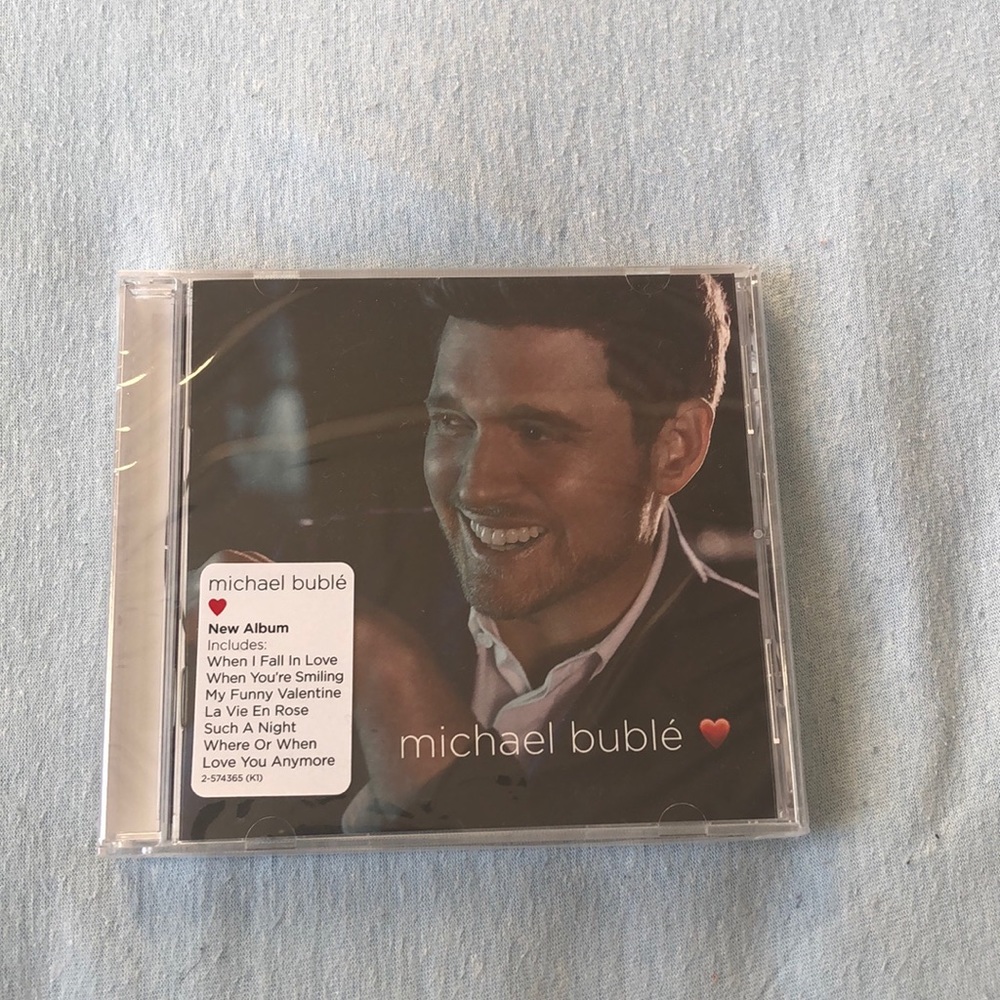 michael bublé
❤
New Album
Includes:
When I Fall In Love
When You're Smiling
My Funny Valentine
La Vie En Rose
Such A Night
Where Or When
Love You Anymore
2-574365 (K1)
michael bublé ❤